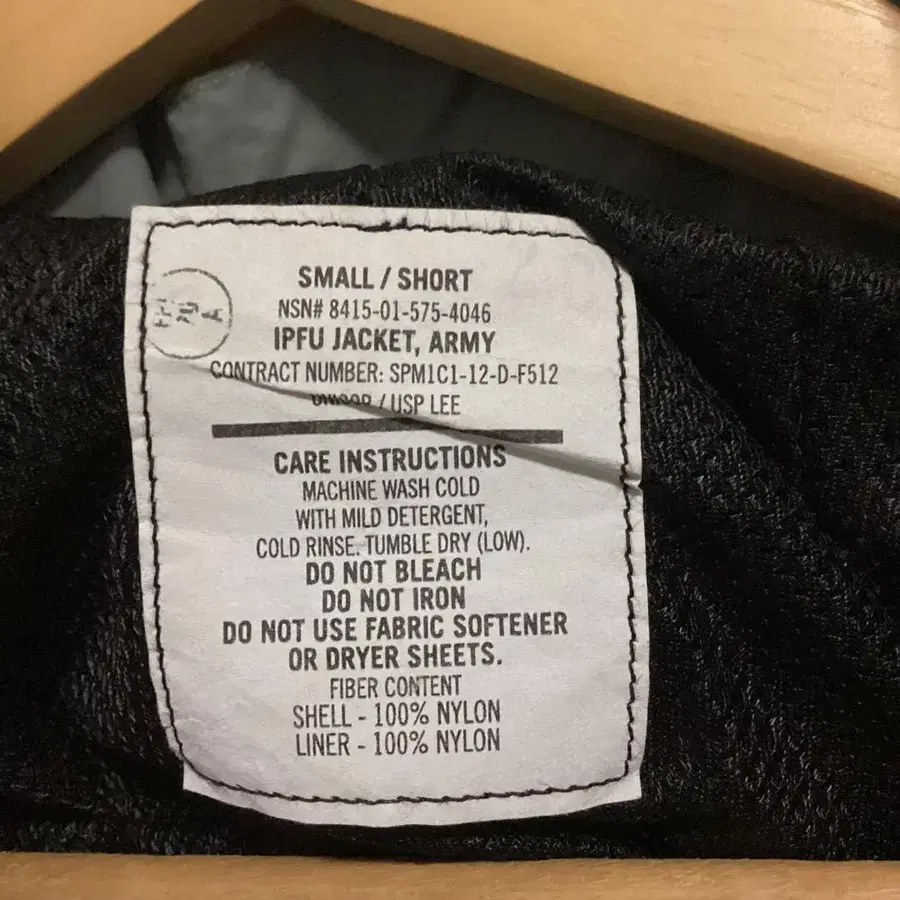 SMALL / SHORT
NSN# 8415-01-575-4046
IPFU JACKET, ARMY
CONTRACT NUMBER: SPM1C1-12-D-F512
/ USP LEE
CARE INSTRUCTIONS
MACHINE WASH COLD
WITH MILD DETERGENT,
COLD RINSE. TUMBLE DRY (LOW).
DO NOT BLEACH
DO NOT IRON
DO NOT USE FABRIC SOFTENER
OR DRYER SHEETS.
FIBER CONTENT
SHELL - 100% NYLON
LINER - 100% NYLON